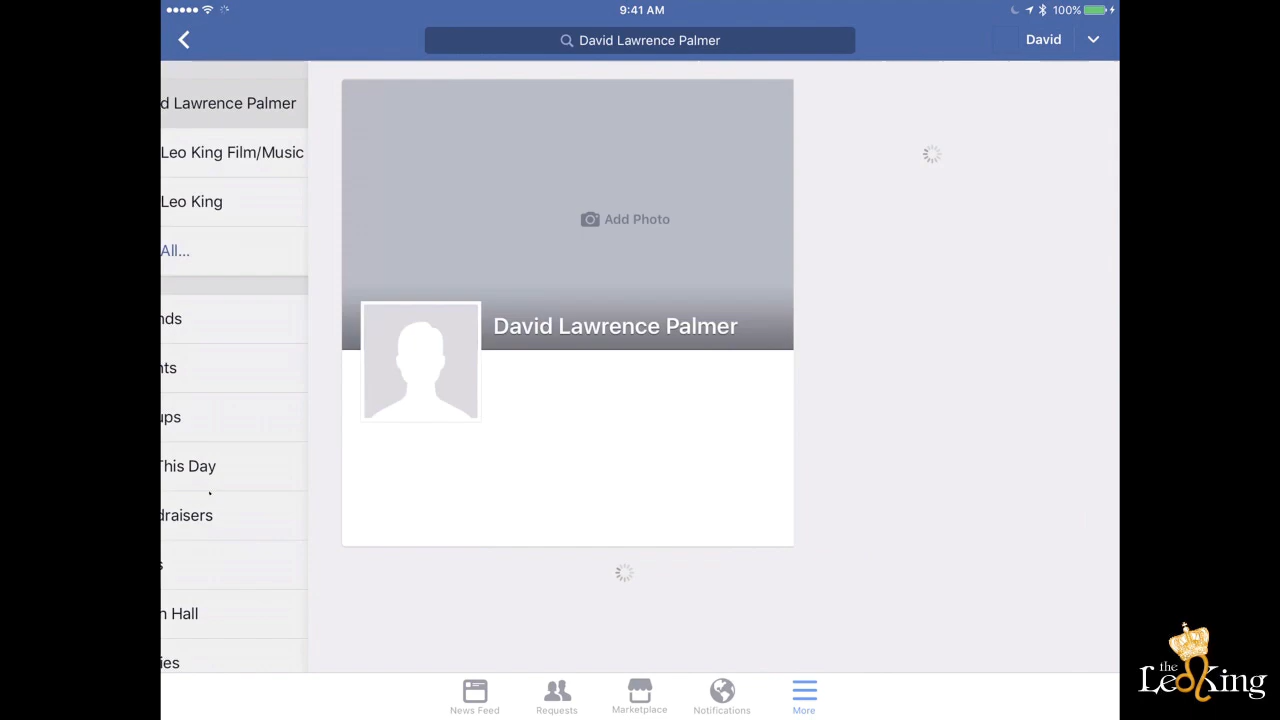 9:41 AM
100%
David Lawrence Palmer
David
d Lawrence Palmer
Leo King Film/Music
Leo King
All...
nds
nts
ups
This Day
draisers
s
n Hall
ies
Add Photo
David Lawrence Palmer
News Feed
Requests
Marketplace
Notifications
More
the
Leo King